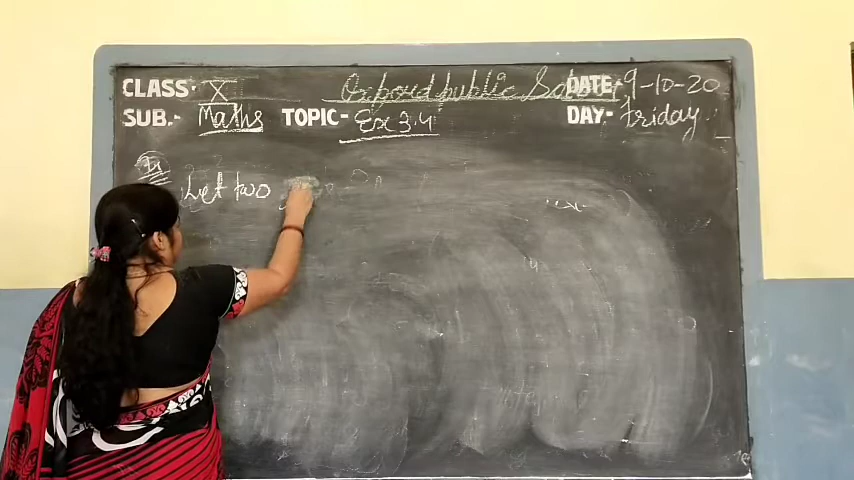 CLASS- X Oxford public School DATE- 9-10-20
SUB.- Maths TOPIC- Ex 3.4 DAY- friday
Let two